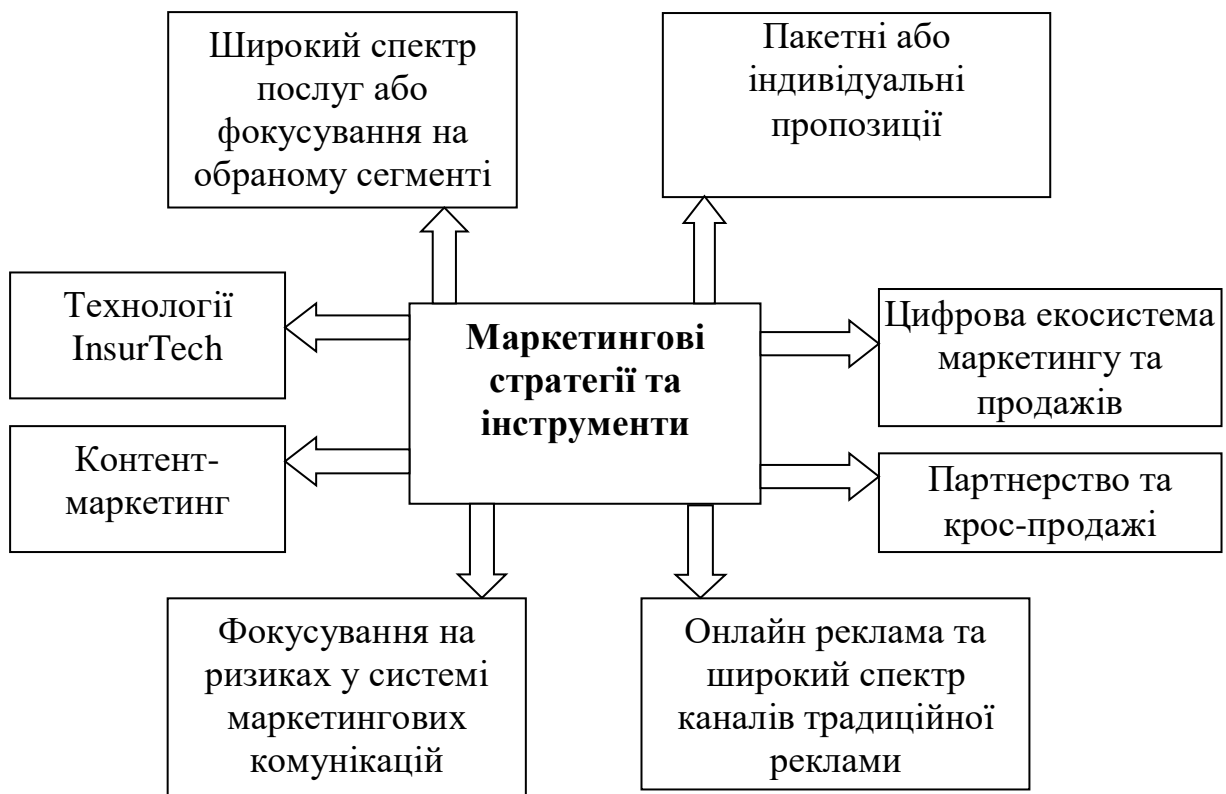 Широкий спектр
послуг або
фокусування на
обраному сегменті
Пакетні або
індивідуальні
пропозиції
Технології
InsurTech
Маркетингові
стратегії та
інструменти
Цифрова екосистема
маркетингу та
продажів
Контент-
маркетинг
Партнерство та
крос-продажі
Фокусування на
ризиках у системі
маркетингових
комунікацій
Онлайн реклама та
широкий спектр
каналів традиційної
реклами